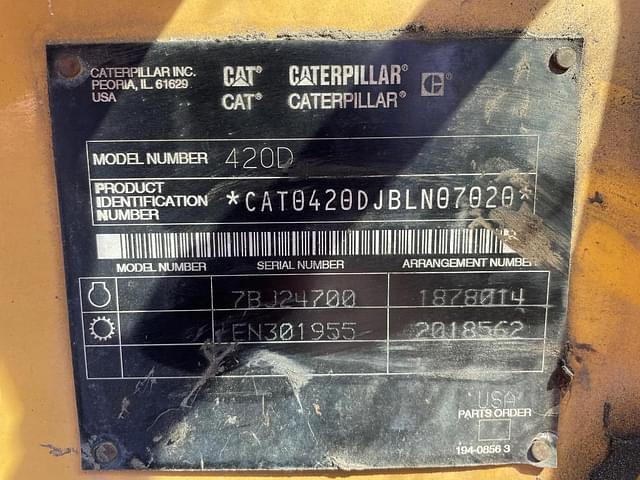 CATERPILLAR INC.
PEORIA, IL 61629
USA
CAT® CATERPILLAR® C
CAT® CATERPILLAR®
MODEL NUMBER 420D
PRODUCT
IDENTIFICATION
NUMBER
*CAT0420DJBLN07020*
MODEL NUMBER SERIAL NUMBER ARRANGEMENT NUMBER
7BJ24700 1878014
EN301955 2018562
USA
PARTS ORDER
194-0856 3